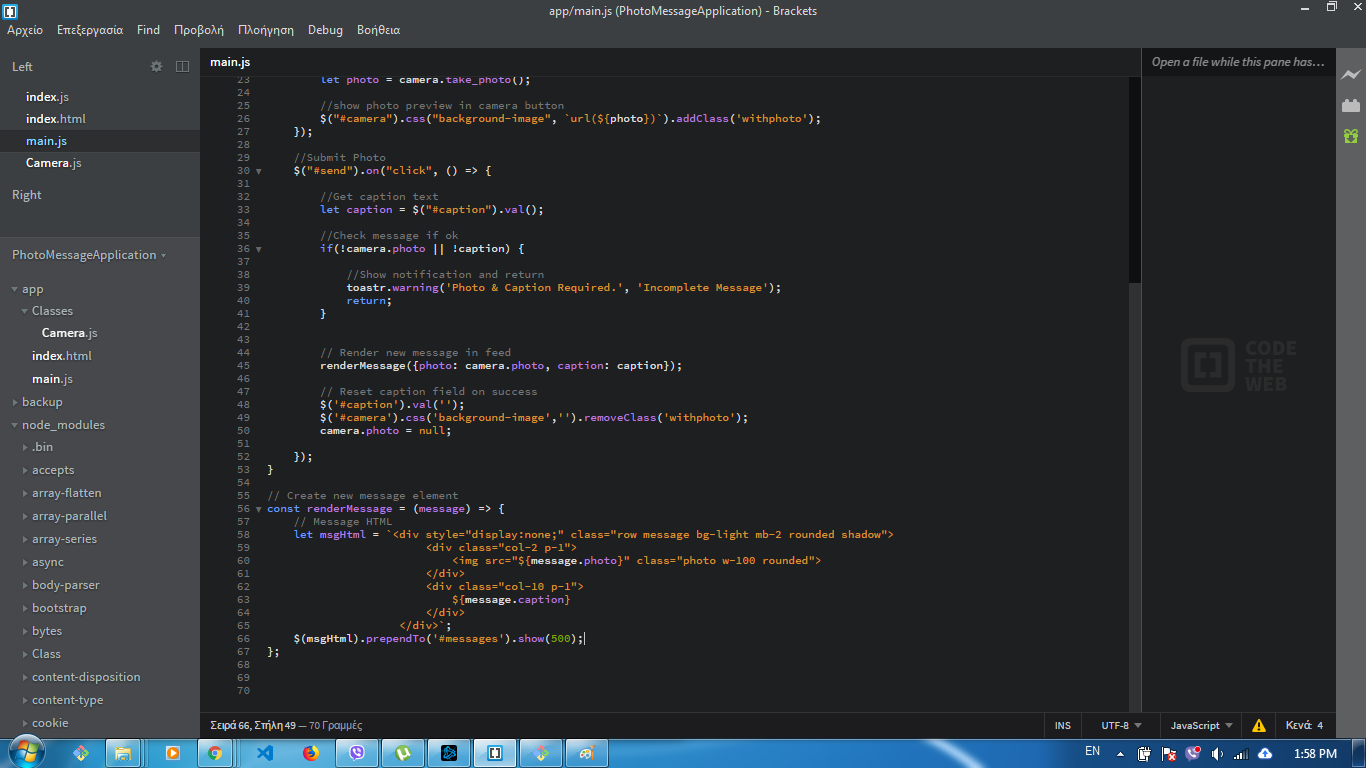 app/main.js (PhotoMessageApplication) - Brackets
Αρχείο Επεξεργασία Find Προβολή Πλοήγηση Debug Βοήθεια
Left
index.js
index.html
main.js
Camera.js
Right
PhotoMessageApplication
app
Classes
Camera.js
index.html
main.js
backup
node_modules
.bin
accepts
array-flatten
array-parallel
array-series
async
body-parser
bootstrap
bytes
Class
content-disposition
content-type
cookie
main.js
23 let photo = camera.take_photo();
24
25 //show photo preview in camera button
26 $("#camera").css("background-image", `url(${photo})`).addClass('withphoto');
27 });
28
29 //Submit Photo
30 $("#send").on("click", () => {
31
32 //Get caption text
33 let caption = $("#caption").val();
34
35 //Check message if ok
36 if(!camera.photo || !caption) {
37
38 //Show notification and return
39 toastr.warning('Photo & Caption Required.', 'Incomplete Message');
40 return;
41 }
42
43
44 // Render new message in feed
45 renderMessage({photo: camera.photo, caption: caption});
46
47 // Reset caption field on success
48 $('#caption').val('');
49 $('#camera').css('background-image','').removeClass('withphoto');
50 camera.photo = null;
51
52 });
53 }
54
55 // Create new message element
56 const renderMessage = (message) => {
57 // Message HTML
58 let msgHtml = `<div style="display:none;" class="row message bg-light mb-2 rounded shadow">
59 <div class="col-2 p-1">
60 <img src="${message.photo}" class="photo w-100 rounded">
61 </div>
62 <div class="col-10 p-1">
63 ${message.caption}
64 </div>
65 </div>`;
66 $(msgHtml).prependTo('#messages').show(500);
67 };
68
69
70
Open a file while this pane has...
CODE
THE
WEB
Σειρά 66, Στήλη 49 — 70 Γραμμές
INS UTF-8 JavaScript Κενά: 4
EN 1:58 PM